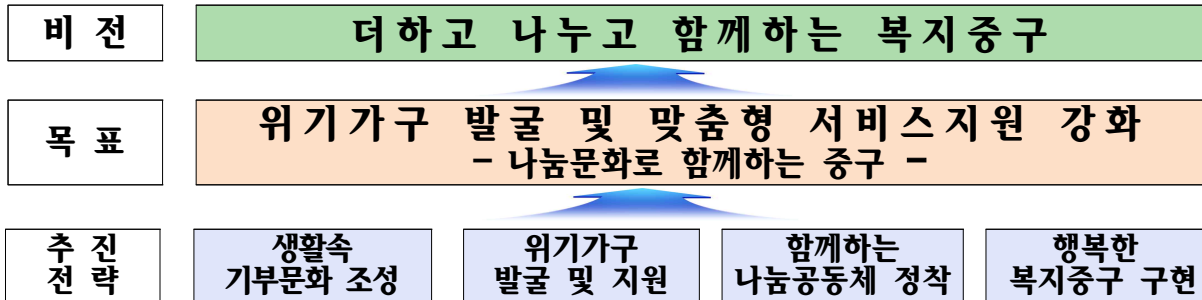 비 전
더하고 나누고 함께하는 복지중구
목 표
위기가구 발굴 및 맞춤형 서비스지원 강화
- 나눔문화로 함께하는 중구 -
추 진
전 략
생활속
기부문화 조성
위기가구
발굴 및 지원
함께하는
나눔공동체 정착
행복한
복지중구 구현